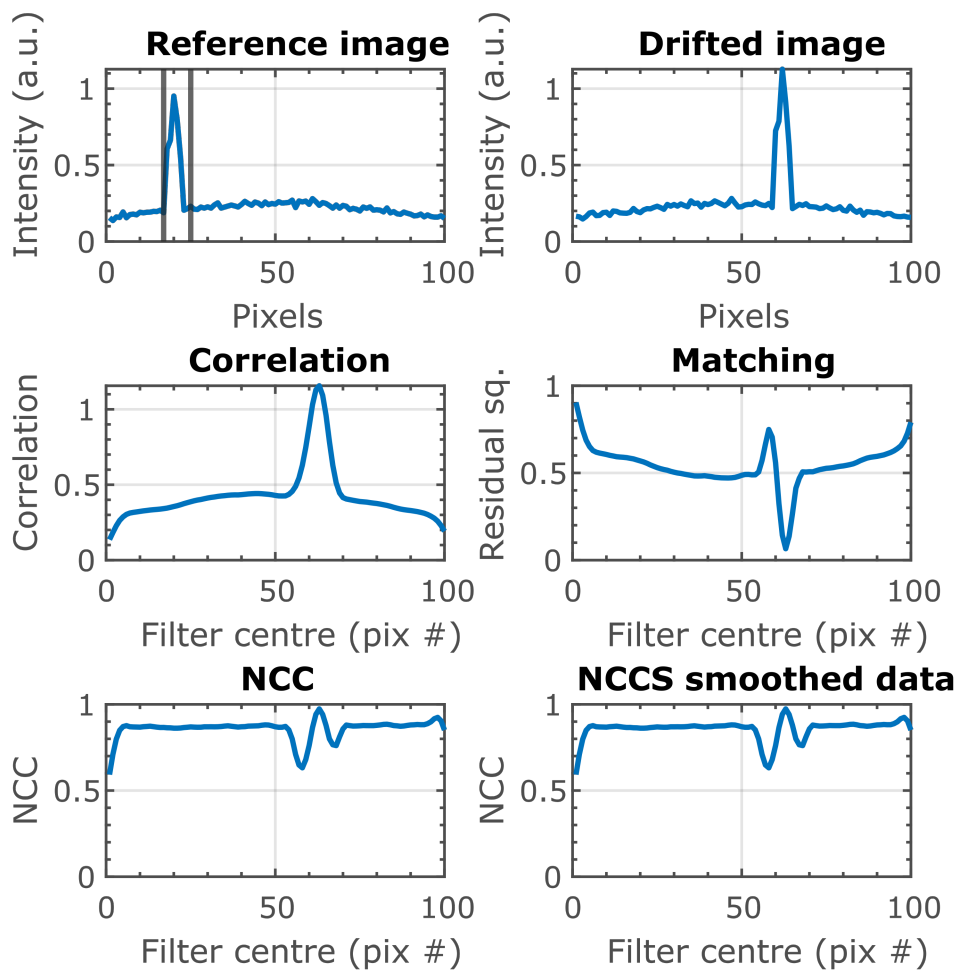 Reference image
Intensity (a.u.)
1
0.5
0
0 50 100
Pixels
Drifted image
Intensity (a.u.)
1
0.5
0
0 50 100
Pixels
Correlation
Correlation
1
0.5
0
0 50 100
Filter centre (pix #)
Matching
Residual sq.
1
0.5
0
0 50 100
Filter centre (pix #)
NCC
NCC
1
0.5
0
0 50 100
Filter centre (pix #)
NCCS smoothed data
NCC
1
0.5
0
0 50 100
Filter centre (pix #)